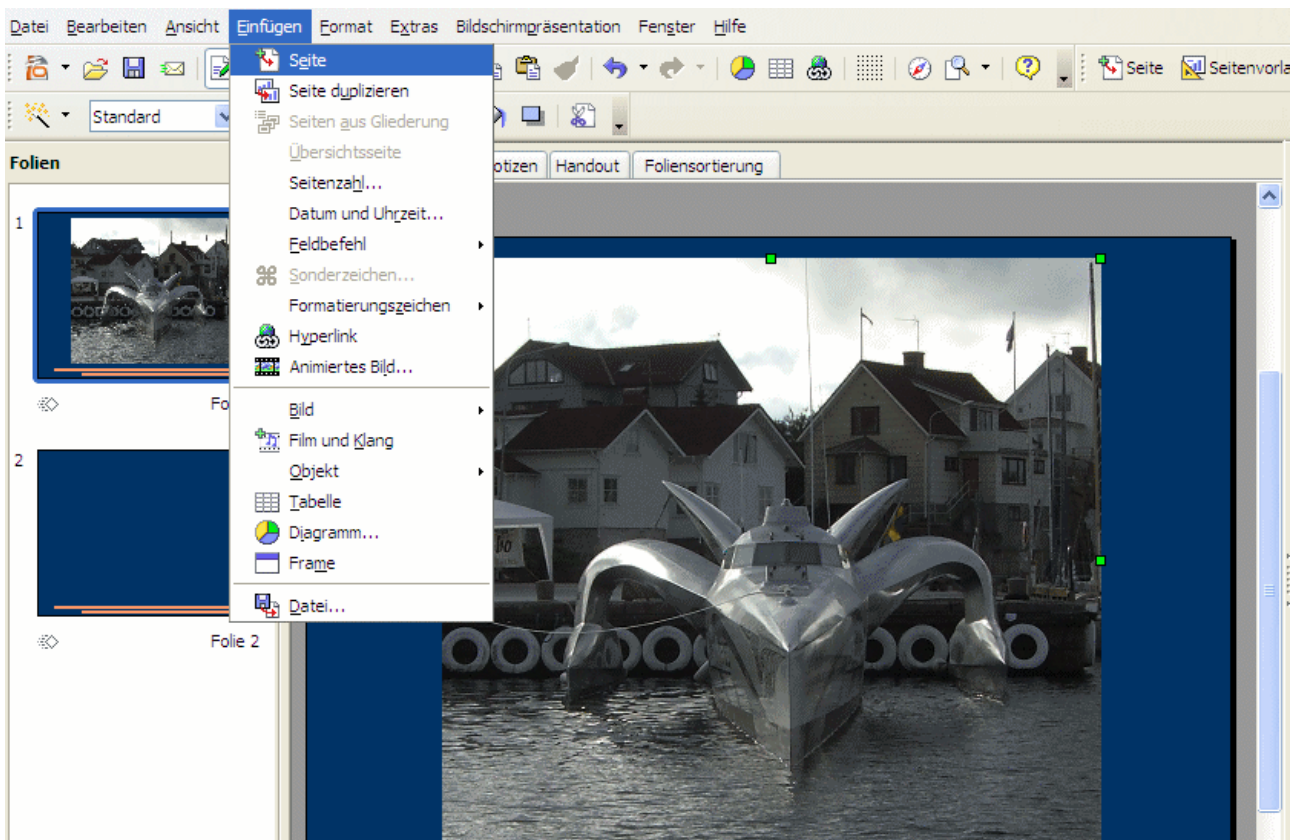 Datei Bearbeiten Ansicht Einfügen Format Extras Bildschirmpräsentation Fenster Hilfe
Seite Seitenvorla
Standard
Folien
otizen Handout Foliensortierung
Seite
Seite duplizieren
Seiten aus Gliederung
Übersichtsseite
Seitenzahl...
Datum und Uhrzeit...
Feldbefehl
Sonderzeichen...
Formatierungszeichen
Hyperlink
Animiertes Bild...
Bild
Film und Klang
Objekt
Tabelle
Diagramm...
Frame
Datei...
1
Fo
2
Folie 2